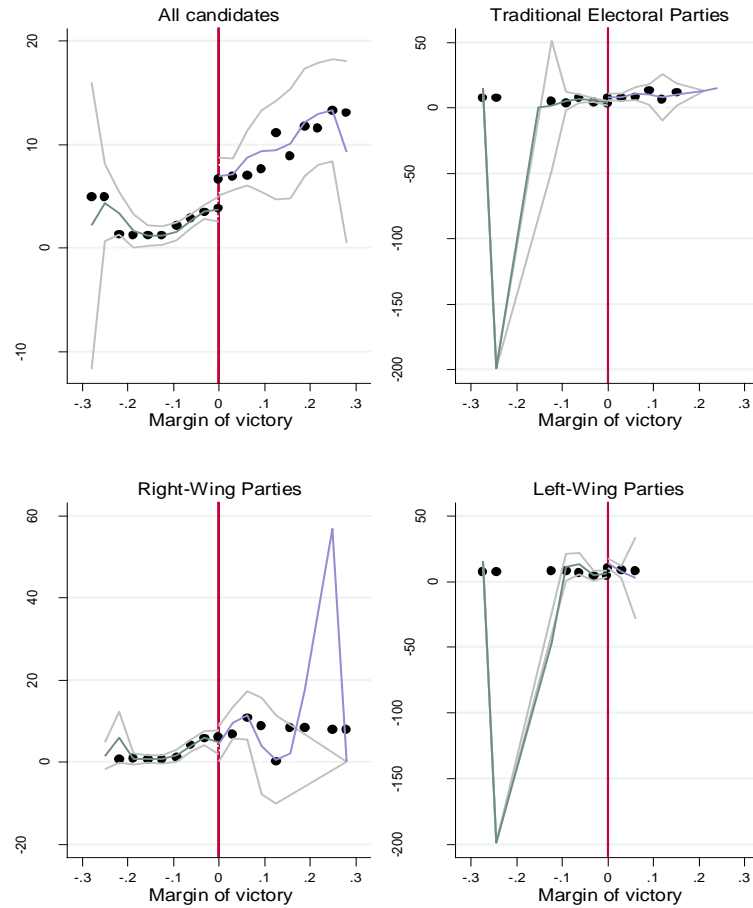 All candidates
20
10
0
-10
-.3 -.2 -.1 0 .1 .2 .3
Margin of victory
Traditional Electoral Parties
50
0
-50
-100
-150
-200
-.3 -.2 -.1 0 .1 .2 .3
Margin of victory
Right-Wing Parties
60
40
20
0
-20
-.3 -.2 -.1 0 .1 .2 .3
Margin of victory
Left-Wing Parties
50
0
-50
-100
-150
-200
-.3 -.2 -.1 0 .1 .2 .3
Margin of victory